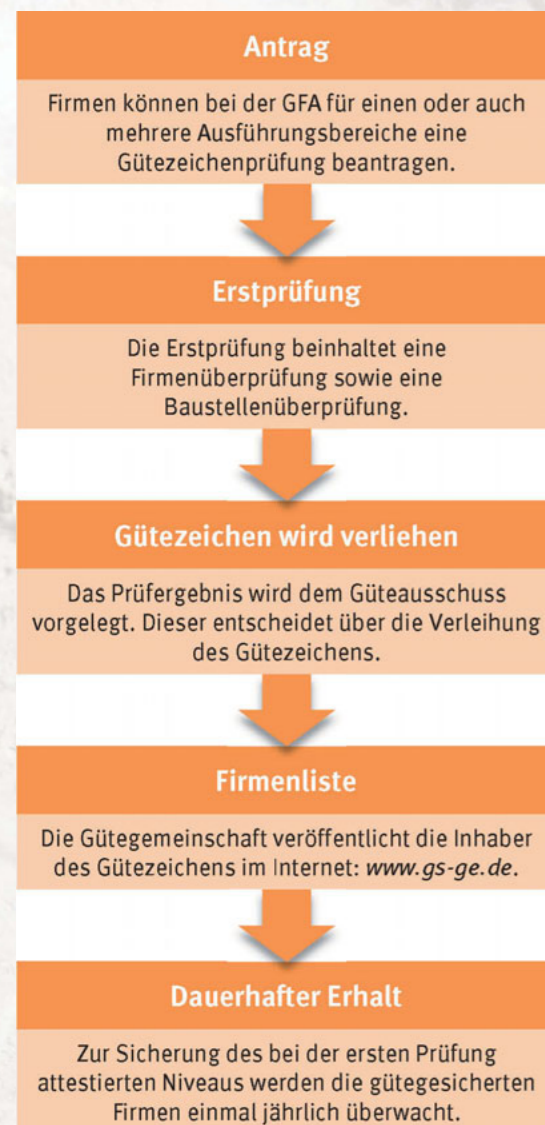 Antrag
Firmen können bei der GFA für einen oder auch
mehrere Ausführungsbereiche eine
Gütezeichenprüfung beantragen.
Erstprüfung
Die Erstprüfung beinhaltet eine
Firmenüberprüfung sowie eine
Baustellenüberprüfung.
Gütezeichen wird verliehen
Das Prüfergebnis wird dem Güteausschuss
vorgelegt. Dieser entscheidet über die Verleihung
des Gütezeichens.
Firmenliste
Die Gütegemeinschaft veröffentlicht die Inhaber
des Gütezeichens im Internet: www.gs-ge.de.
Dauerhafter Erhalt
Zur Sicherung des bei der ersten Prüfung
attestierten Niveaus werden die gütegesicherten
Firmen einmal jährlich überwacht.